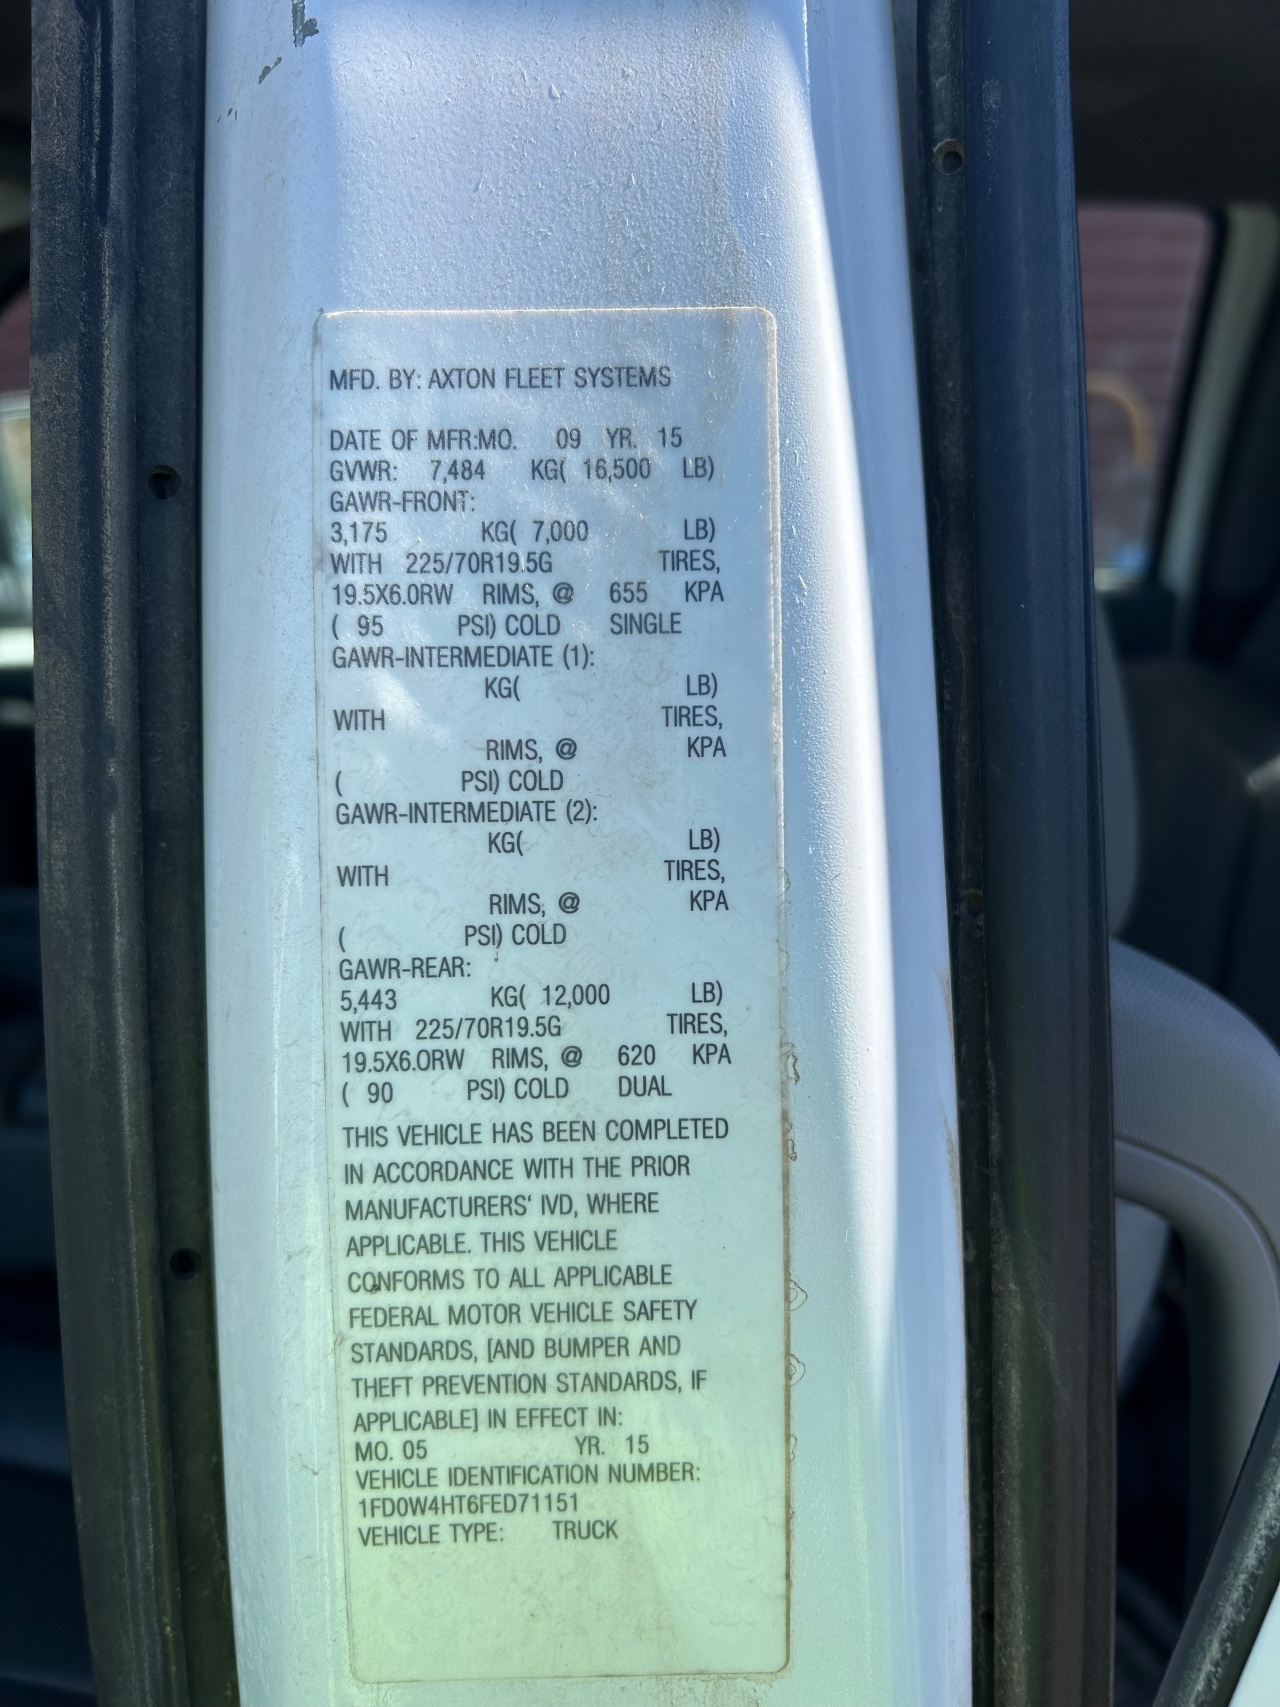 MFD. BY: AXTON FLEET SYSTEMS
DATE OF MFR:MO. 09 YR. 15
GVWR: 7,484 KG( 16,500 LB)
GAWR-FRONT:
3,175 KG( 7,000 LB)
WITH 225/70R19.5G TIRES,
19.5X6.0RW RIMS, @ 655 KPA
( 95 PSI) COLD SINGLE
GAWR-INTERMEDIATE (1):
KG( LB)
WITH TIRES,
RIMS, @ KPA
( PSI) COLD
GAWR-INTERMEDIATE (2):
KG( LB)
WITH TIRES,
RIMS, @ KPA
( PSI) COLD
GAWR-REAR:
5,443 KG( 12,000 LB)
WITH 225/70R19.5G TIRES,
19.5X6.0RW RIMS, @ 620 KPA
( 90 PSI) COLD DUAL
THIS VEHICLE HAS BEEN COMPLETED
IN ACCORDANCE WITH THE PRIOR
MANUFACTURERS' IVD, WHERE
APPLICABLE. THIS VEHICLE
CONFORMS TO ALL APPLICABLE
FEDERAL MOTOR VEHICLE SAFETY
STANDARDS, [AND BUMPER AND
THEFT PREVENTION STANDARDS, IF
APPLICABLE] IN EFFECT IN:
MO. 05 YR. 15
VEHICLE IDENTIFICATION NUMBER:
1FD0W4HT6FED71151
VEHICLE TYPE: TRUCK